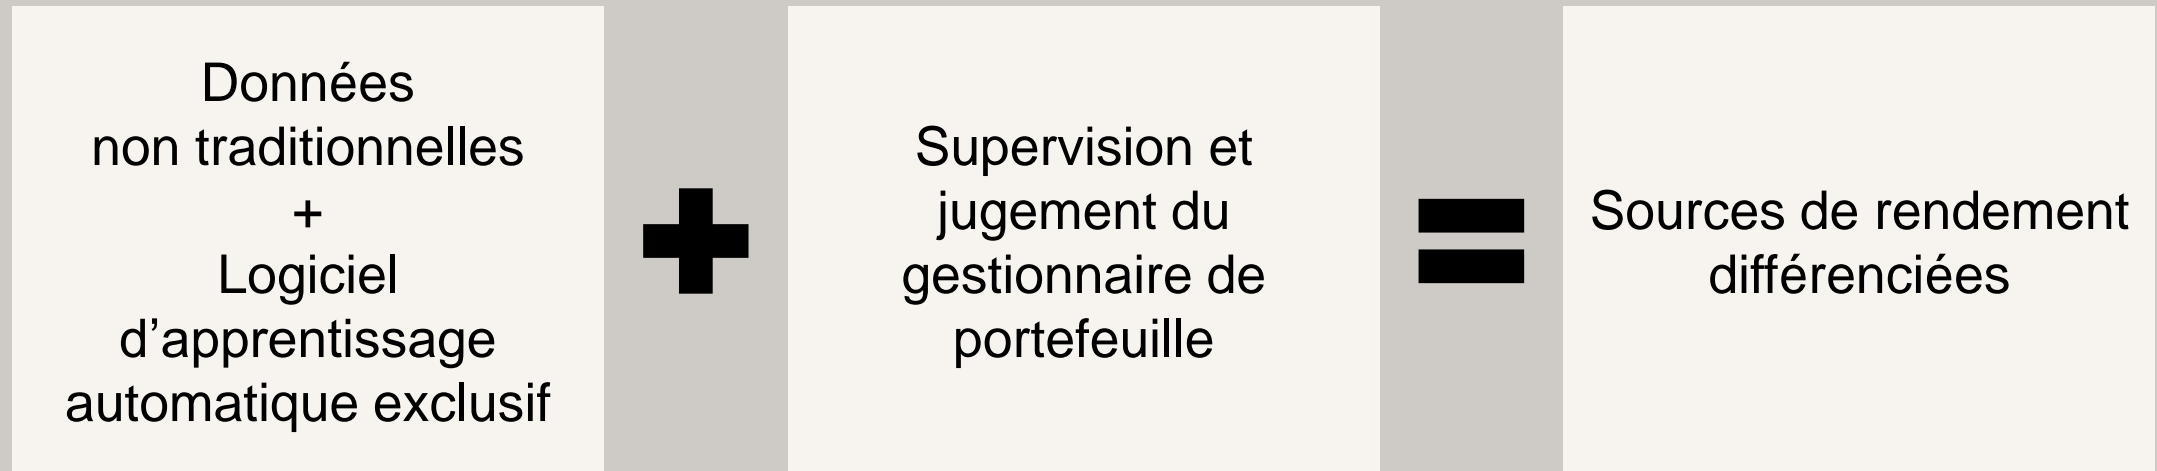 Données
non traditionnelles
+
Logiciel
d’apprentissage
automatique exclusif
+
Supervision et
jugement du
gestionnaire de
portefeuille
=
Sources de rendement
différenciées